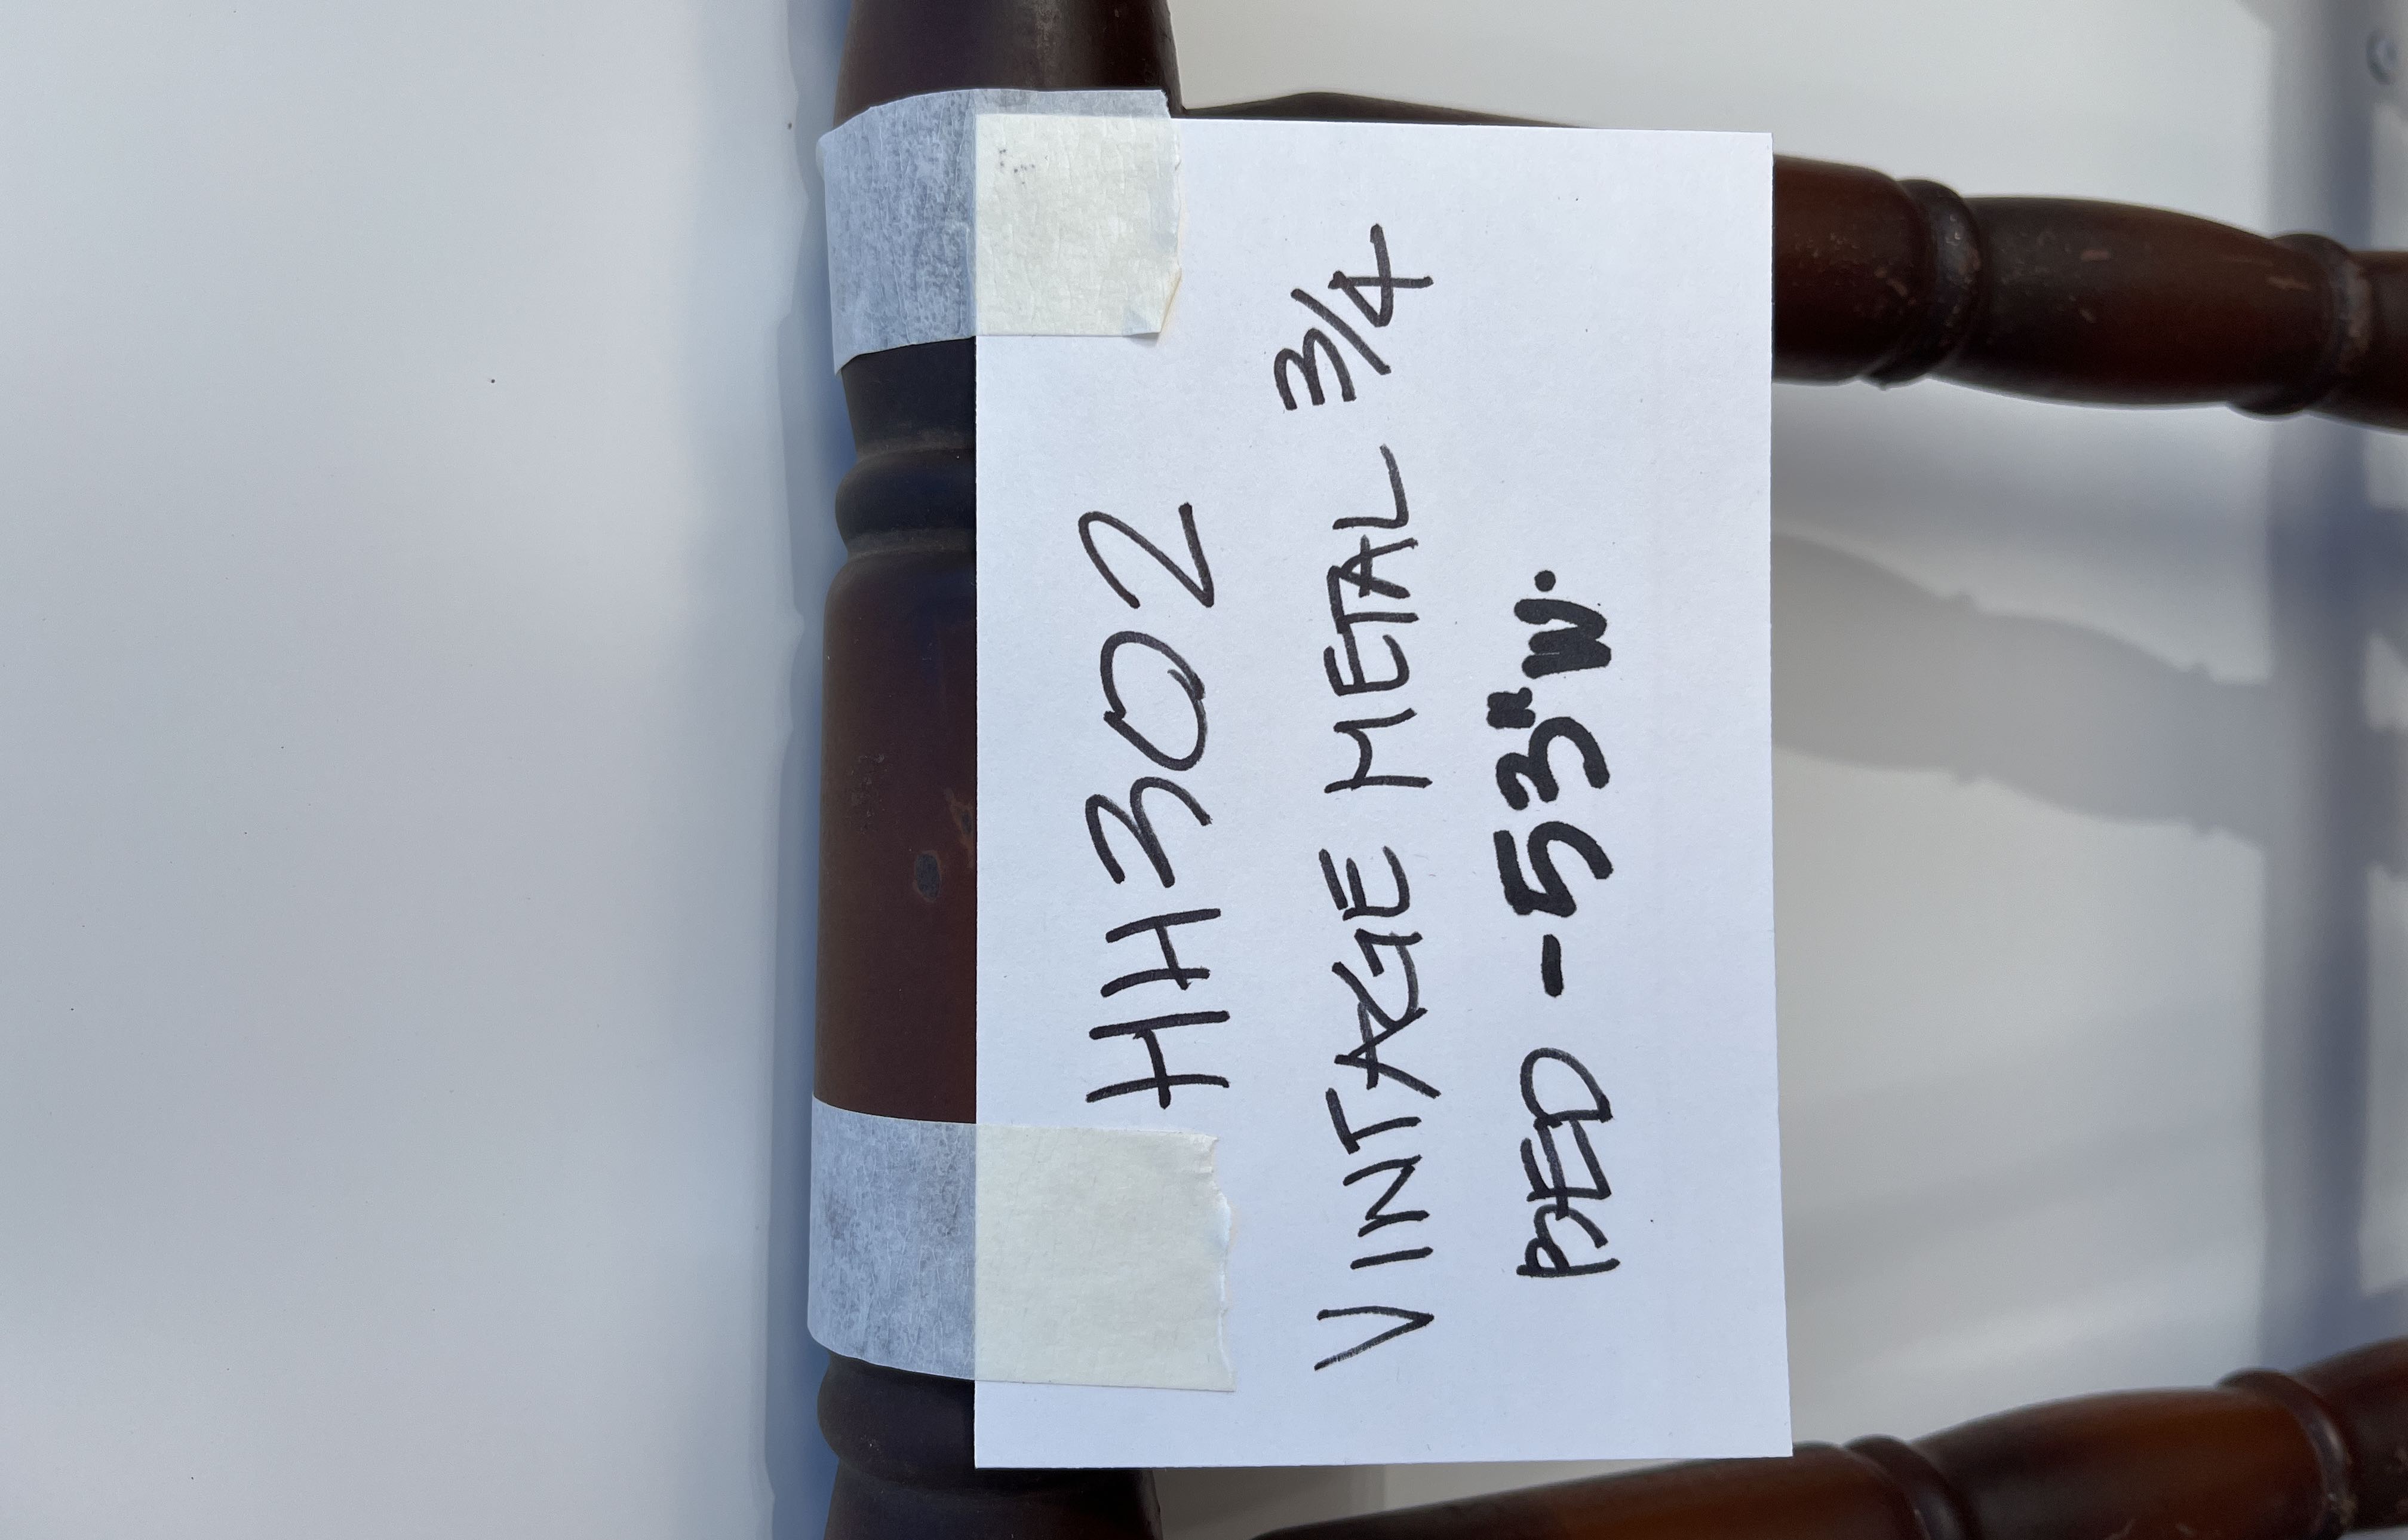 HH302
VINTAGE METAL 3/4
BED - 53" W.